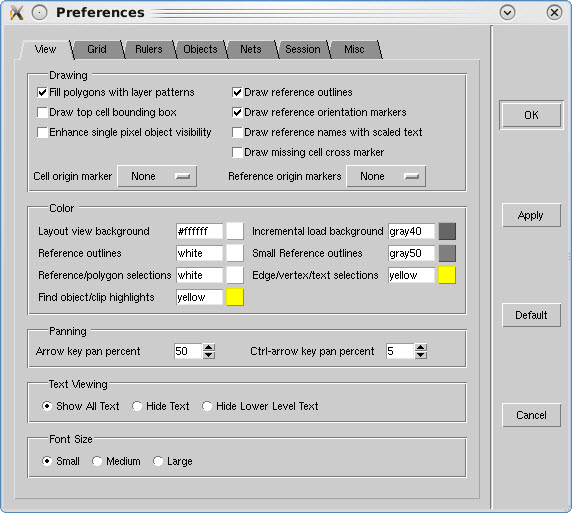 Preferences
View Grid Rulers Objects Nets Session Misc
Drawing
Fill polygons with layer patterns Draw reference outlines
Draw top cell bounding box Draw reference orientation markers
Enhance single pixel object visibility Draw reference names with scaled text
Draw missing cell cross marker
Cell origin marker None Reference origin markers None
Color
Layout view background #ffffff Incremental load background gray40
Reference outlines white Small Reference outlines gray50
Reference/polygon selections white Edge/vertex/text selections yellow
Find object/clip highlights yellow
Panning
Arrow key pan percent 50 Ctrl-arrow key pan percent 5
Text Viewing
Show All Text Hide Text Hide Lower Level Text
Font Size
Small Medium Large
OK
Apply
Default
Cancel